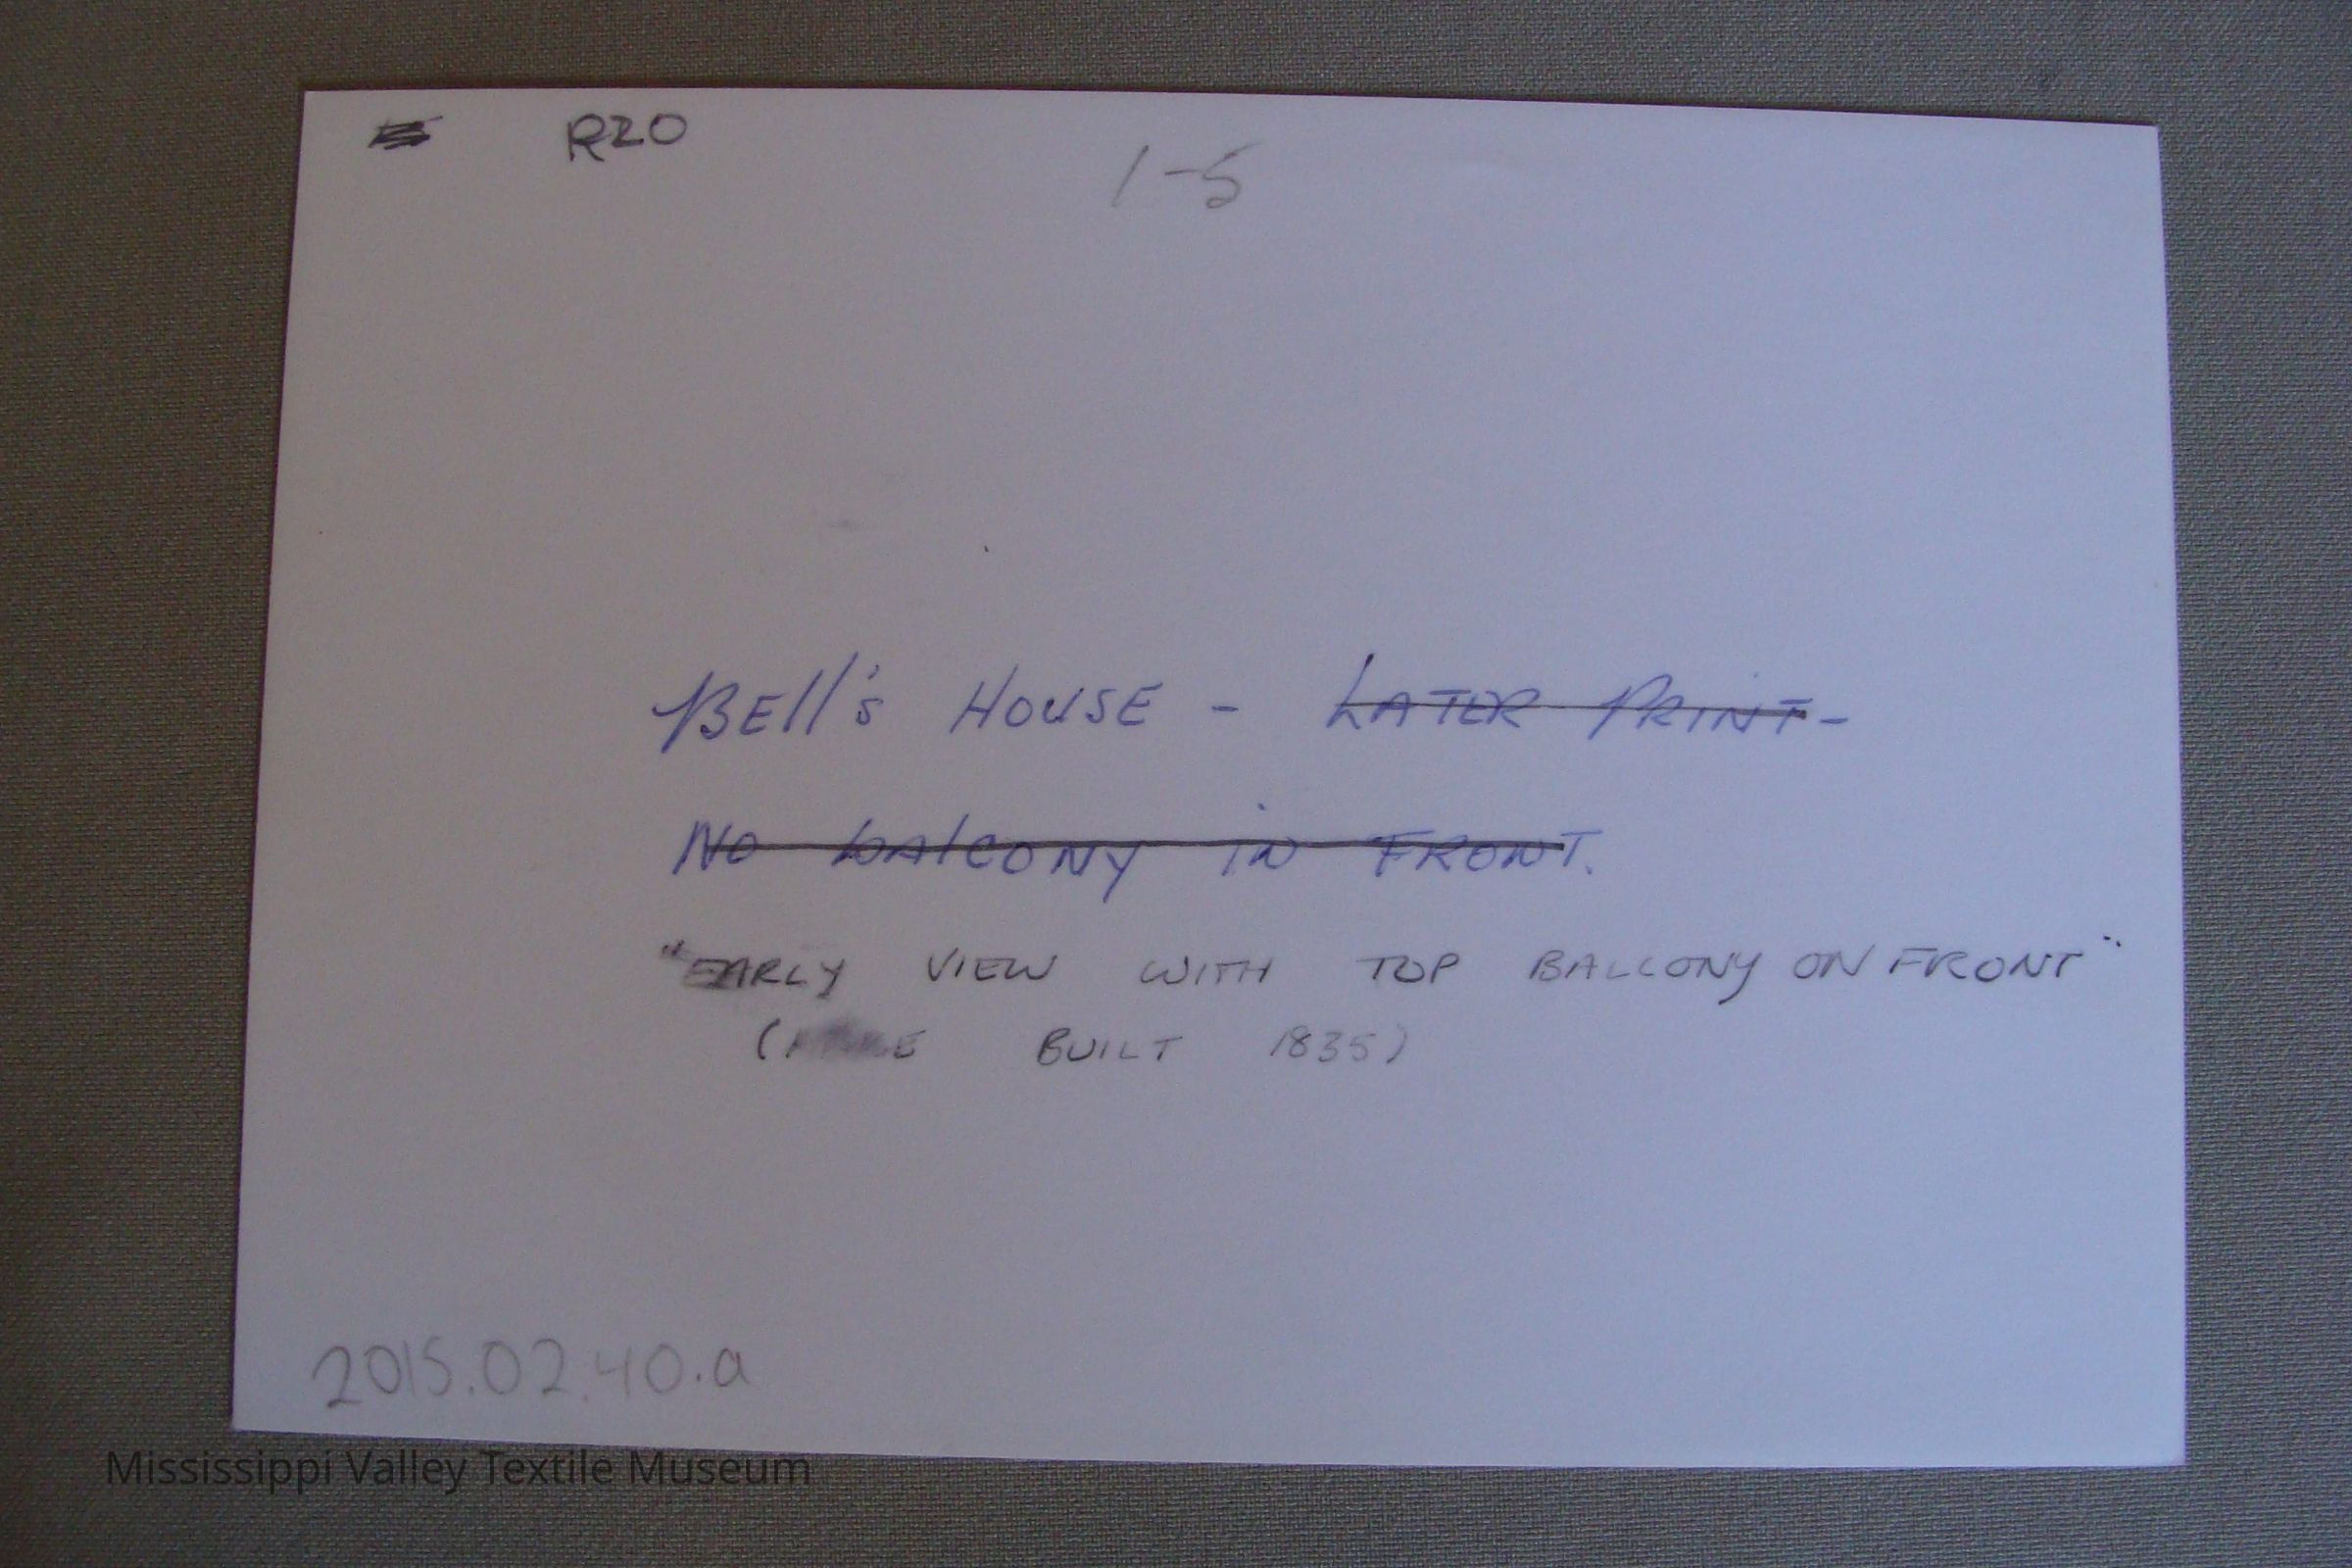 R20
1-5
Bell's House - Later Print -
No balcony in Front.
"EARLY VIEW WITH TOP BALCONY ON FRONT"
( BUILT 1835)
2015.02.40.a
Mississippi Valley Textile Museum